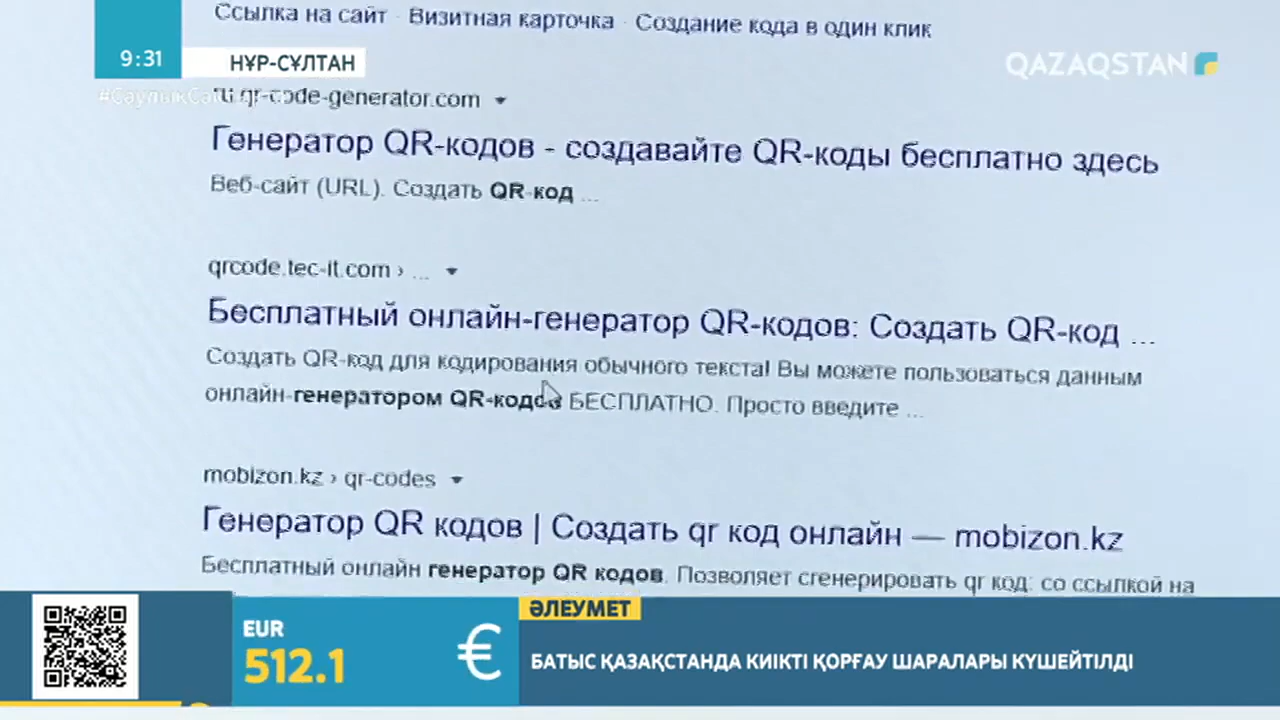 Ссылка на сайт · Визитная карточка · Создание кода в один клик
9:31
НҰР-СҰЛТАН
QAZAQSTAN
qr-code-generator.com
Генератор QR-кодов - создавайте QR-коды бесплатно здесь
Веб-сайт (URL). Создать QR-код ...
qrcode.tec-it.com › ...
Бесплатный онлайн-генератор QR-кодов: Создать QR-код ...
Создать QR-код для кодирования обычного текста! Вы можете пользоваться данным
онлайн-генератором QR-кодов БЕСПЛАТНО. Просто введите ...
mobizon.kz › qr-codes
Генератор QR кодов | Создать qr код онлайн — mobizon.kz
Бесплатный онлайн генератор QR кодов. Позволяет сгенерировать qr код: со ссылкой на
ӘЛЕУМЕТ
EUR
512.1 €
БАТЫС ҚАЗАҚСТАНДА КИІКТІ ҚОРҒАУ ШАРАЛАРЫ КҮШЕЙТІЛДІ